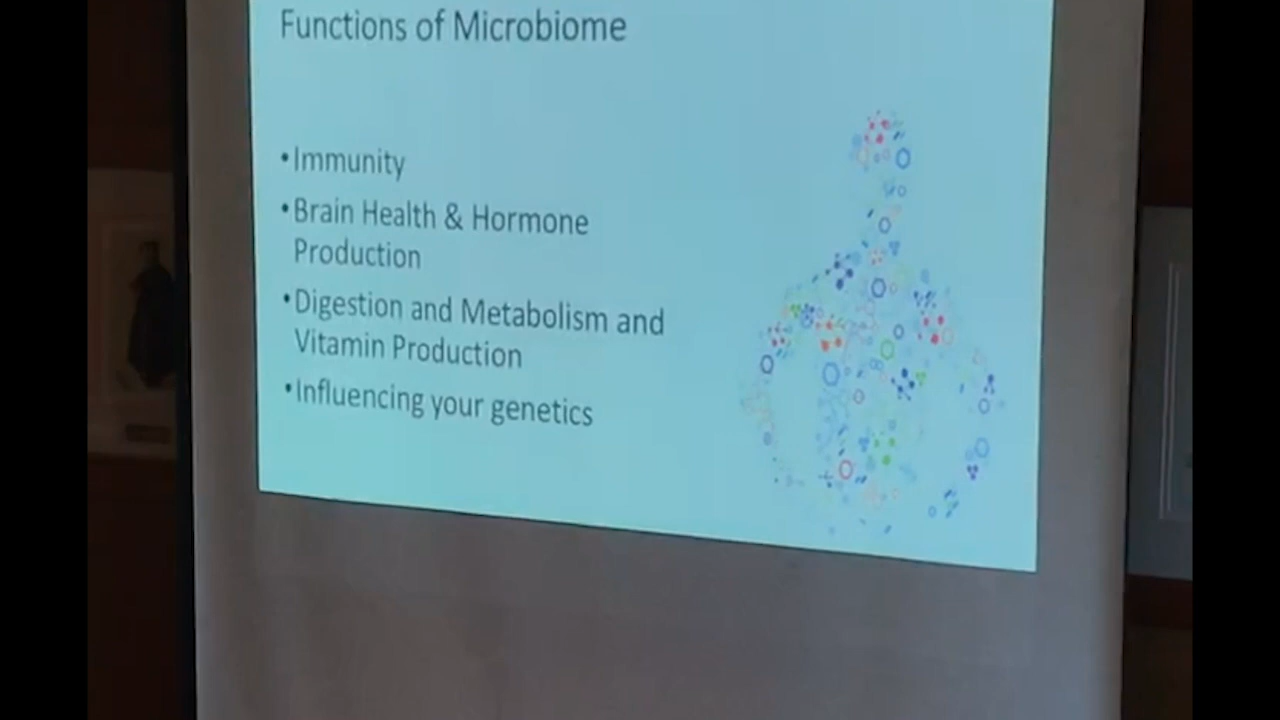 Functions of Microbiome
•Immunity
•Brain Health & Hormone
Production
•Digestion and Metabolism and
Vitamin Production
•Influencing your genetics